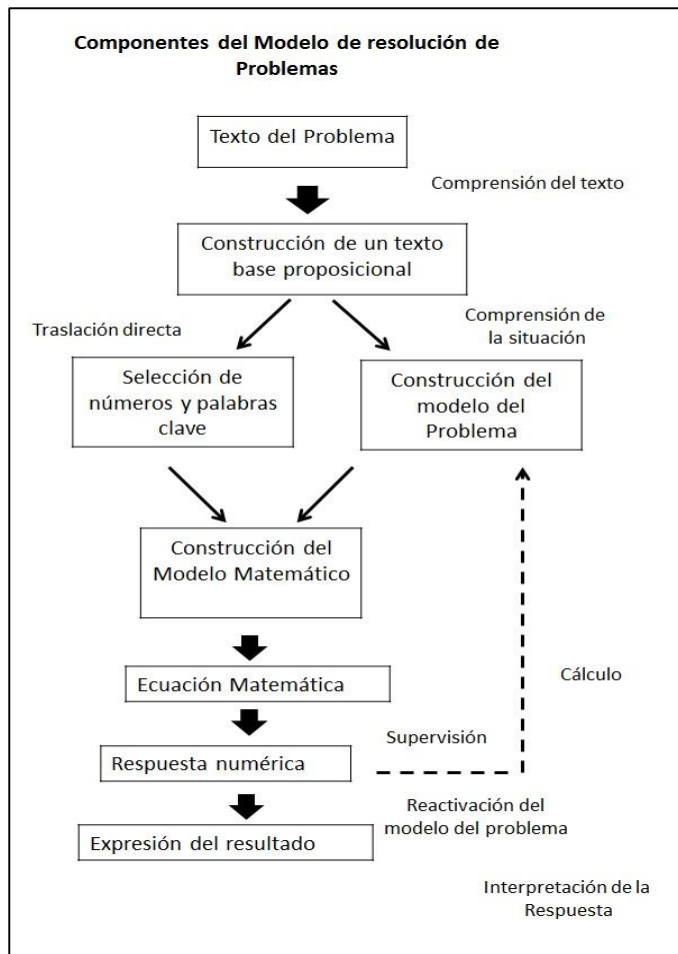 Componentes del Modelo de resolución de
Problemas
Texto del Problema
Comprensión del texto
Construcción de un texto
base proposicional
Traslación directa
Comprensión de
la situación
Selección de
números y palabras
clave
Construcción del
modelo del
Problema
Construcción del
Modelo Matemático
Ecuación Matemática
Cálculo
Supervisión
Respuesta numérica
Reactivación del
modelo del problema
Expresión del resultado
Interpretación de la
Respuesta